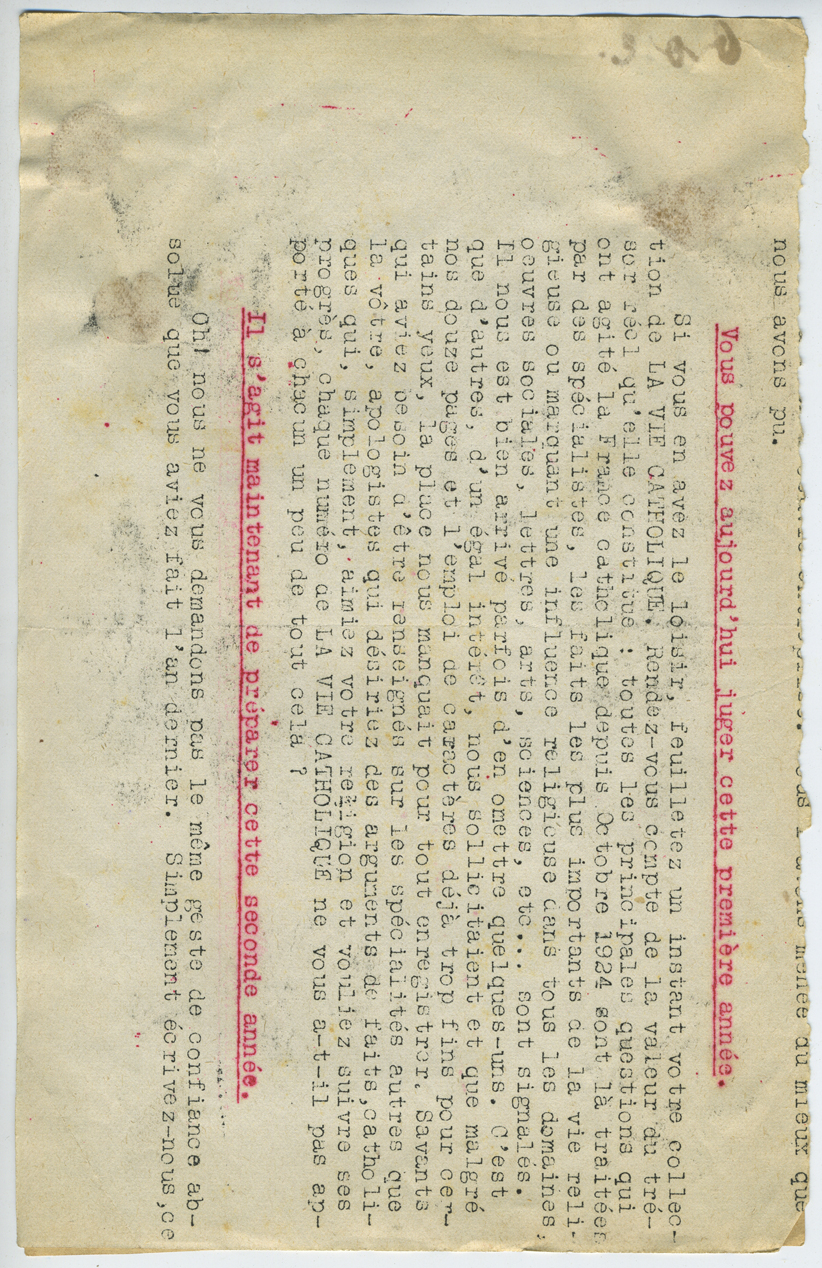 menée du mieux que
nous avons pu.
Vous pouvez aujourd'hui juger cette première année.
Si vous en avez le loisir, feuilletez un instant votre collec-
tion de LA VIE CATHOLIQUE. Rendez-vous compte de la valeur du tré-
sor réel qu'elle constitue : toutes les principales questions qui
ont agité la France catholique depuis Octobre 1924 sont là traitées
par des spécialistes, les faits les plus importants de la vie reli-
gieuse ou marquant une influence religieuse dans tous les domaines,
oeuvres sociales, lettres, arts, sciences, etc... sont signalés.
Il nous est bien arrivé parfois d'en omettre quelques-uns. C'est
que d'autres, d'un égal intérêt, nous sollicitaient et que malgré
nos douze pages et l'emploi de caractères déjà trop fins pour cer-
tains yeux, la place nous manquait pour tout enregistrer. Savants
qui aviez besoin d'être renseignés sur les spécialités autres que
la vôtre, apologistes qui désiriez des arguments de faits, catholi-
ques qui, simplement, aimiez votre religion et vouliez suivre ses
progrès, chaque numéro de LA VIE CATHOLIQUE ne vous a-t-il pas ap-
porté à chacun un peu de tout cela ?
Il s'agit maintenant de préparer cette seconde année.
Oh! nous ne vous demandons pas le même geste de confiance ab-
solue que vous aviez fait l'an dernier. Simplement écrivez-nous, ce